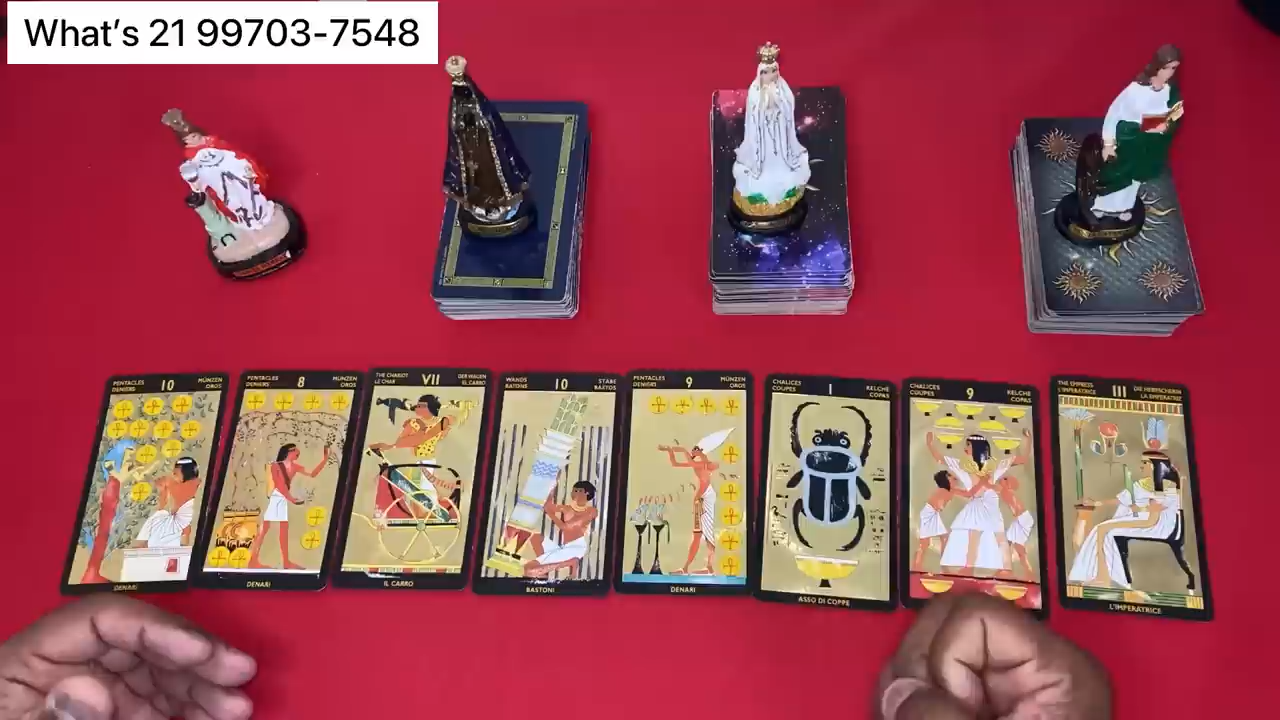 What's 21 99703-7548
PENTACLES
DENIERS
10
MÜNZEN
OROS
DENARI
PENTACLES
DENIERS
8
MÜNZEN
OROS
DENARI
THE CHARIOT
LE CHAR
VII
DER WAGEN
EL CARRO
IL CARRO
WANDS
BATONS
10
STÄBE
BASTOS
BASTONI
PENTACLES
DENIERS
9
MÜNZEN
OROS
DENARI
CHALICES
COUPES
1
KELCHE
COPAS
ASSO DI COPPE
CHALICES
COUPES
9
KELCHE
COPAS
THE EMPRESS
L'IMPERATRICE
III
DIE HERRSCHERIN
LA EMPERATRIZ
L'IMPERATRICE